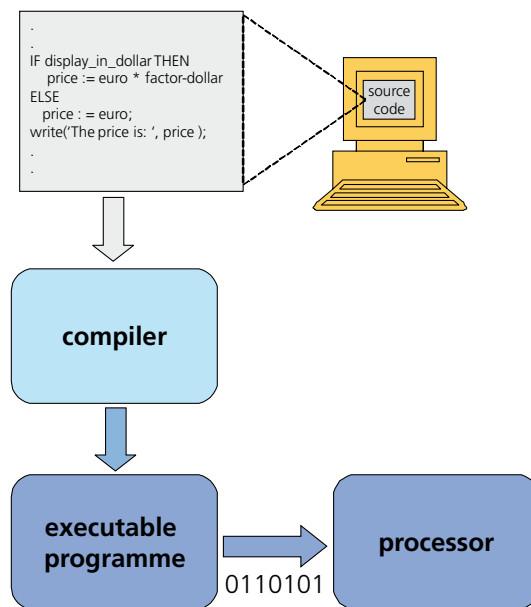 .
.
IF display_in_dollar THEN
price := euro * factor-dollar
ELSE
price : = euro;
write('The price is: ‘, price );
.
.
source
code
compiler
executable
programme
0110101
processor